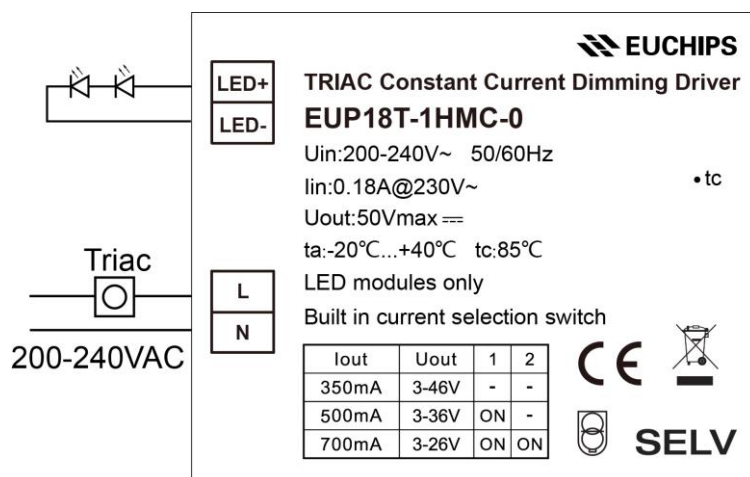 EUCHIPS
LED+
TRIAC Constant Current Dimming Driver
LED-
EUP18T-1HMC-0
Uin:200-240V~ 50/60Hz
Iin:0.18A@230V~
•tc
Uout:50Vmax ⎓
ta:-20℃...+40℃ tc:85℃
Triac
LED modules only
L
Built in current selection switch
N
200-240VAC
Iout Uout 1 2
350mA 3-46V - -
500mA 3-36V ON -
700mA 3-26V ON ON
CE
SELV